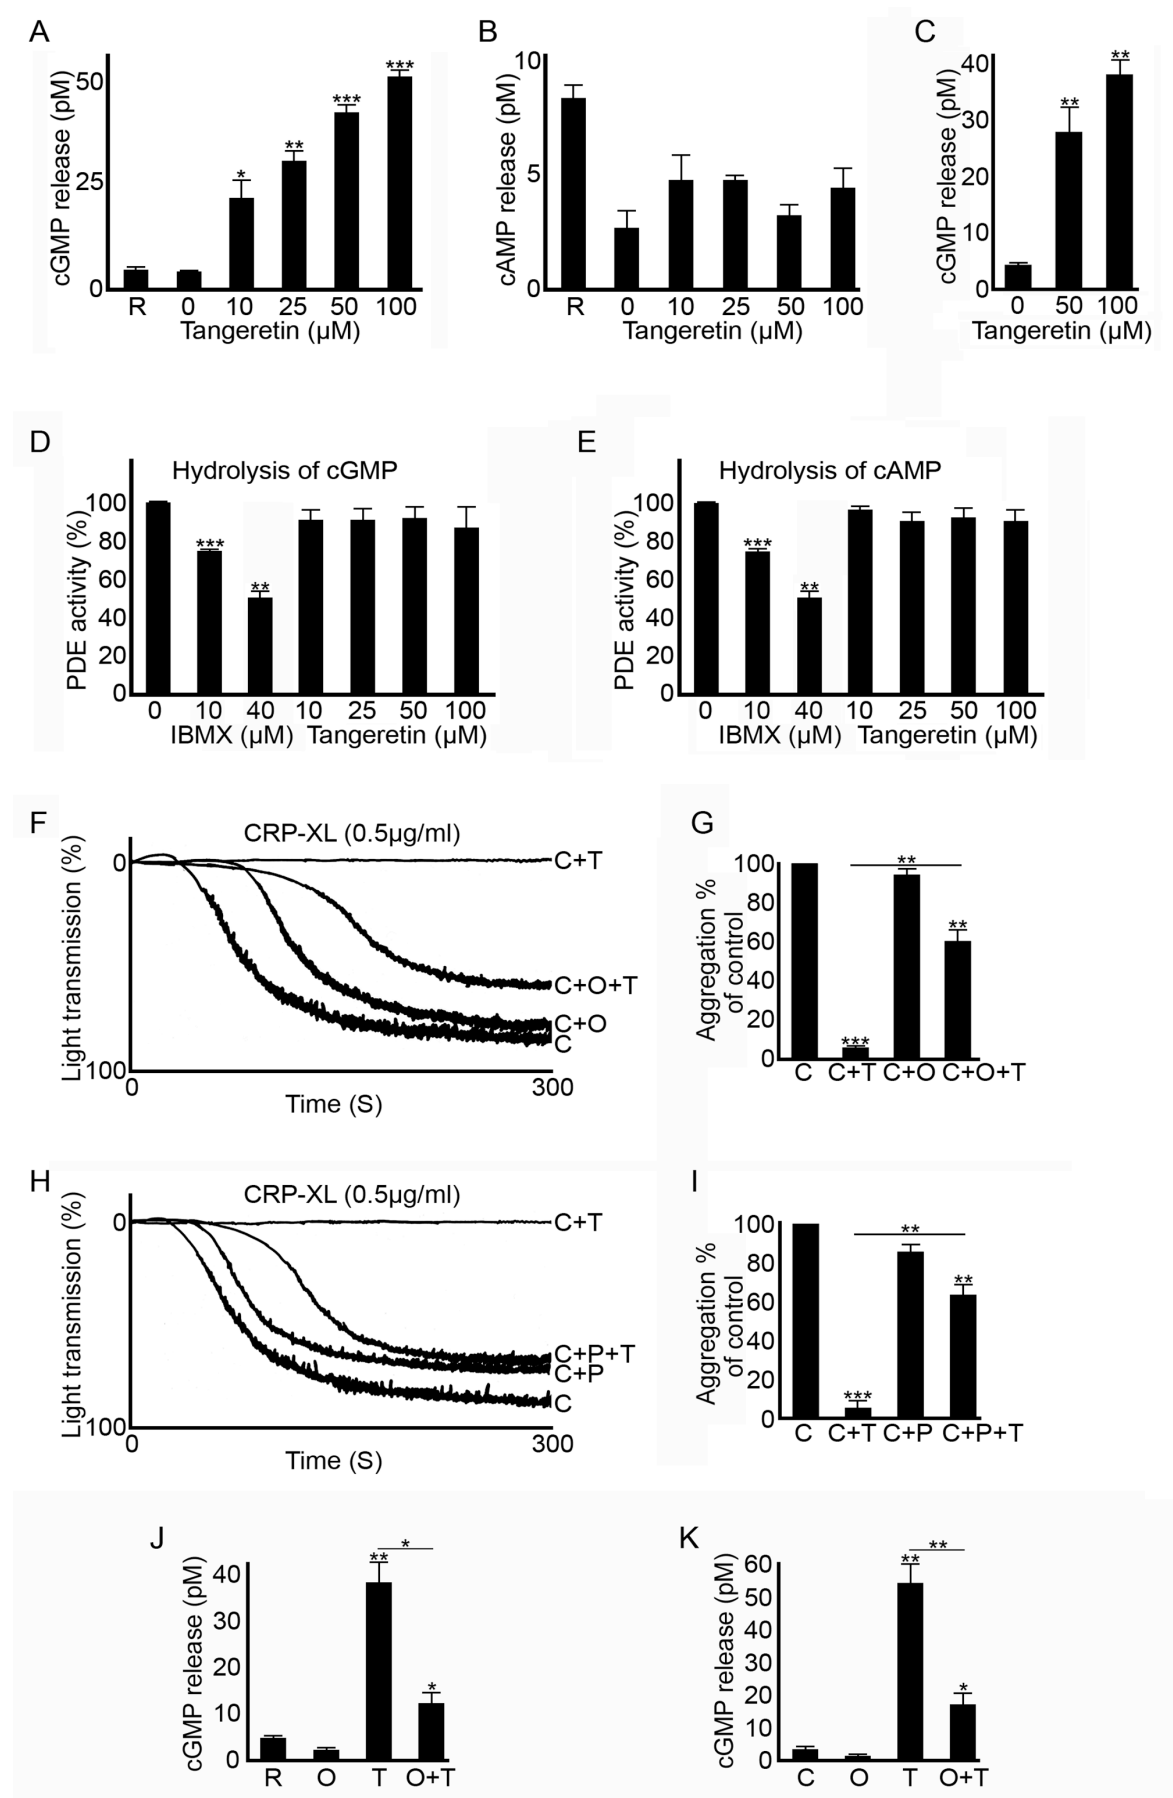 A
cGMP release (pM)
50
25
0
*
**
***
***
R 0 10 25 50 100
Tangeretin (µM)
B
cAMP release (pM)
10
5
0
R 0 10 25 50 100
Tangeretin (µM)
C
cGMP release (pM)
40
30
20
10
0
**
**
0 50 100
Tangeretin (µM)
D
Hydrolysis of cGMP
PDE activity (%)
100
80
60
40
20
0
***
**
0 10 40 10 25 50 100
IBMX (µM) Tangeretin (µM)
E
Hydrolysis of cAMP
PDE activity (%)
100
80
60
40
20
0
***
**
0 10 40 10 25 50 100
IBMX (µM) Tangeretin (µM)
F
CRP-XL (0.5µg/ml)
Light transmission (%)
0
100
C+T
C+O+T
C+O
C
0 300
Time (S)
G
Aggregation %
of control
100
80
60
40
20
0
**
***
**
C C+T C+O C+O+T
H
CRP-XL (0.5µg/ml)
Light transmission (%)
0
100
C+T
C+P+T
C+P
C
0 300
Time (S)
I
Aggregation %
of control
100
80
60
40
20
0
**
***
**
C C+T C+P C+P+T
J
cGMP release (pM)
40
30
20
10
0
**
*
*
R O T O+T
K
cGMP release (pM)
60
50
40
30
20
10
0
**
**
*
C O T O+T